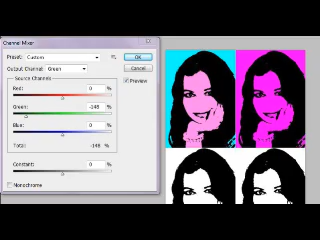 Channel Mixer
Preset: Custom
OK
Output Channel: Green
Cancel
Preview
Source Channels
Red: 0 %
Green: -148 %
Blue: 0 %
Total: -148 %
Constant: 0 %
Monochrome